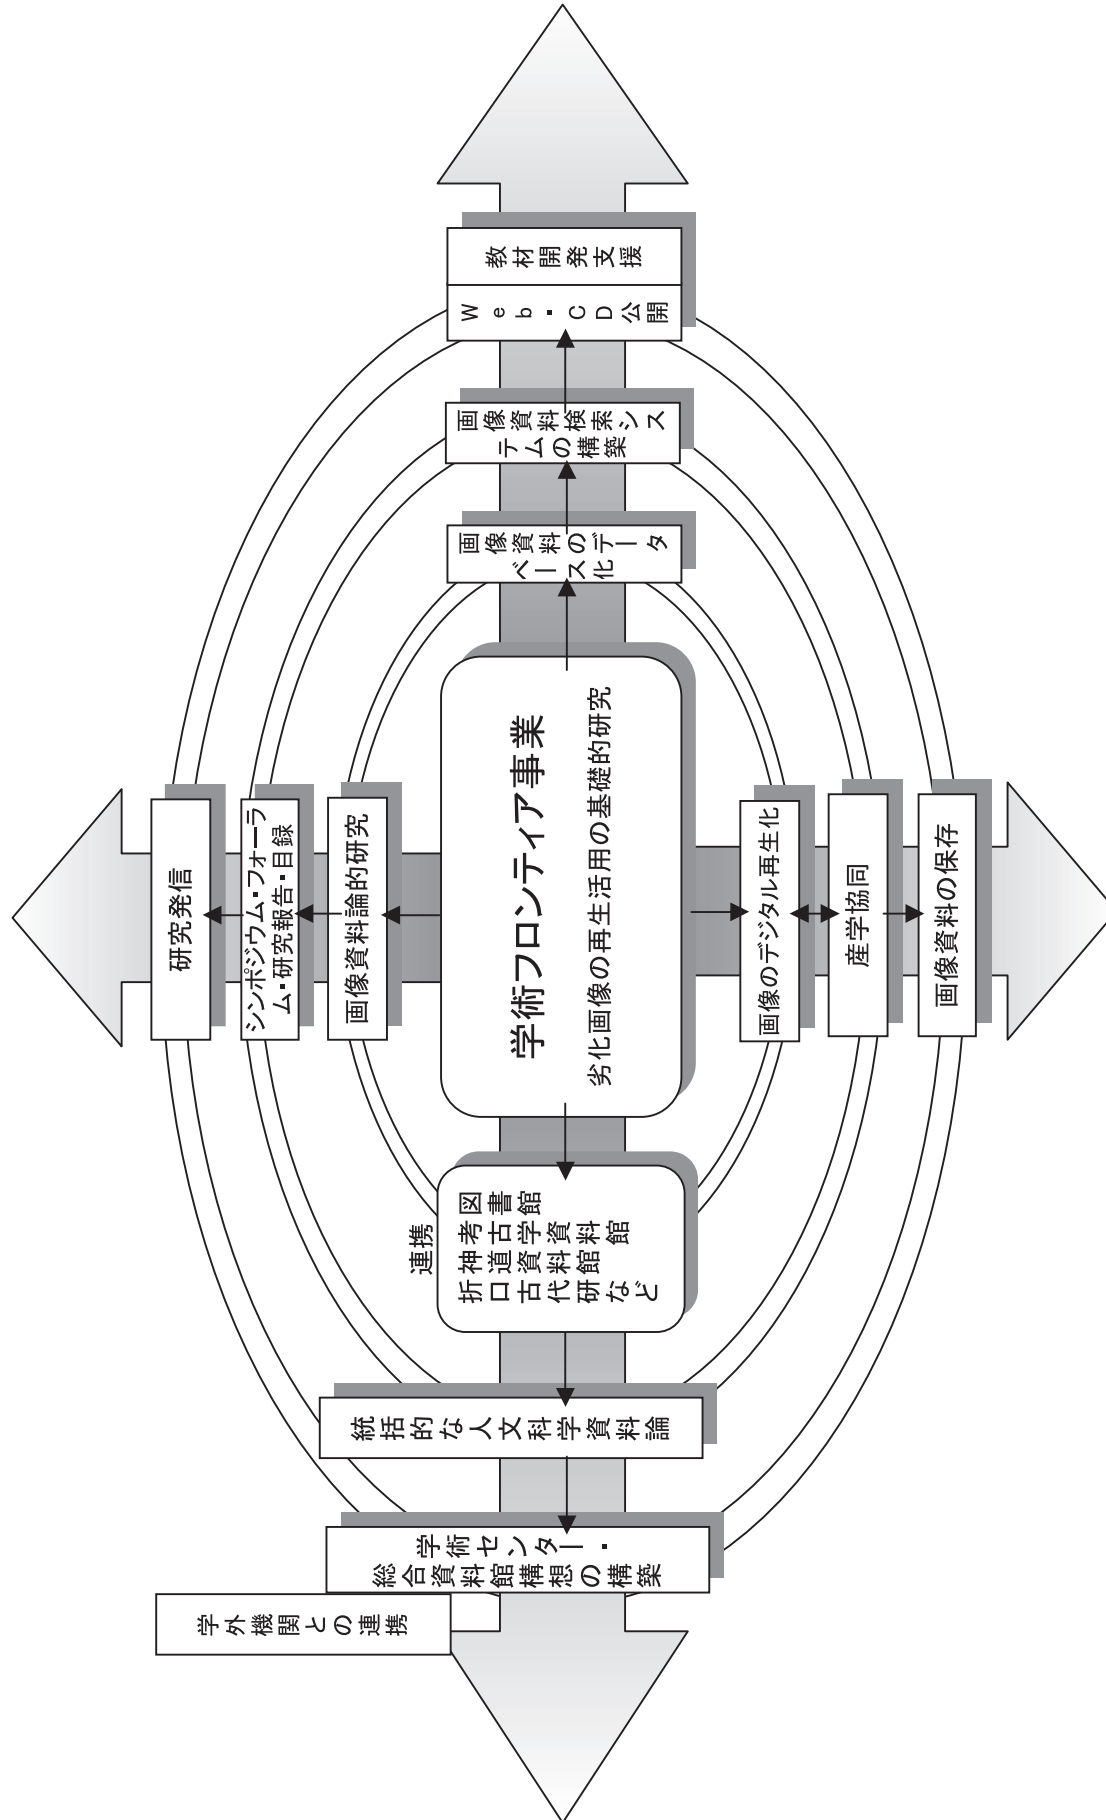 研究発信
シンポジウム・フォーラ
ム・研究報告・目録
画像資料論的研究
学術フロンティア事業
劣化画像の再生活用の基礎的研究
教材開発支援
Web・CD公開
画像資料検索シス
テムの構築
画像資料のデータ
ベース化
連携
図書館
考古学資料館
神道資料館
折口古代研など
統括的な人文科学資料論
学術センター・
総合資料館構想の構築
学外機関との連携
画像のデジタル再生化
産学協同
画像資料の保存